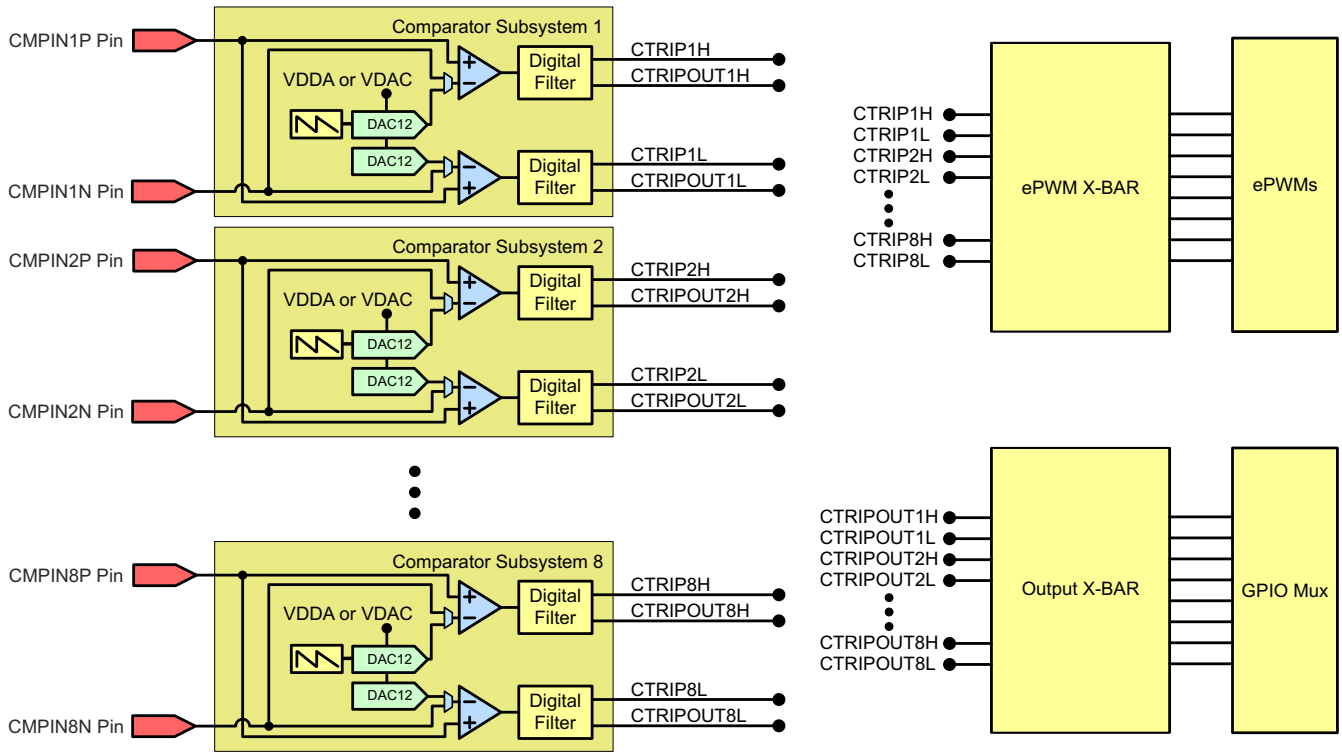 Comparator Subsystem 1
CMPIN1P Pin
VDDA or VDAC
DAC12
DAC12
+
−
Digital
Filter
CTRIP1H
CTRIPOUT1H
CMPIN1N Pin
−
+
Digital
Filter
CTRIP1L
CTRIPOUT1L
Comparator Subsystem 2
CMPIN2P Pin
VDDA or VDAC
DAC12
DAC12
+
−
Digital
Filter
CTRIP2H
CTRIPOUT2H
CMPIN2N Pin
−
+
Digital
Filter
CTRIP2L
CTRIPOUT2L
Comparator Subsystem 8
CMPIN8P Pin
VDDA or VDAC
DAC12
DAC12
+
−
Digital
Filter
CTRIP8H
CTRIPOUT8H
CMPIN8N Pin
−
+
Digital
Filter
CTRIP8L
CTRIPOUT8L
CTRIP1H
CTRIP1L
CTRIP2H
CTRIP2L
CTRIP8H
CTRIP8L
ePWM X-BAR
ePWMs
CTRIPOUT1H
CTRIPOUT1L
CTRIPOUT2H
CTRIPOUT2L
CTRIPOUT8H
CTRIPOUT8L
Output X-BAR
GPIO Mux